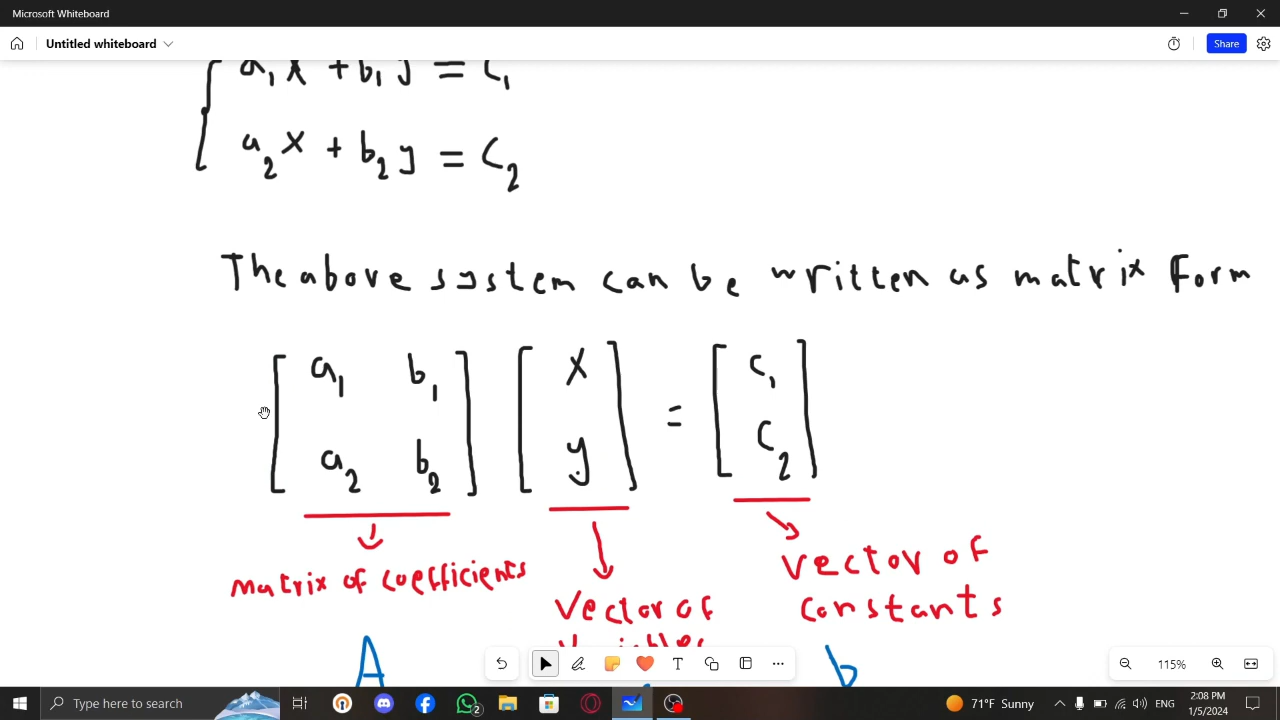 Microsoft Whiteboard
Untitled whiteboard
Share
a₁x + b₁y = c₁
a₂x + b₂y = c₂
The above system can be written as matrix form
[ a₁ b₁ ] [ x ] = [ c₁ ]
[ a₂ b₂ ] [ y ] [ c₂ ]
matrix of coefficients
Vector of
variables
Vector of
constants
A
b
115%
Type here to search
2
71°F Sunny
ENG
2:08 PM
1/5/2024